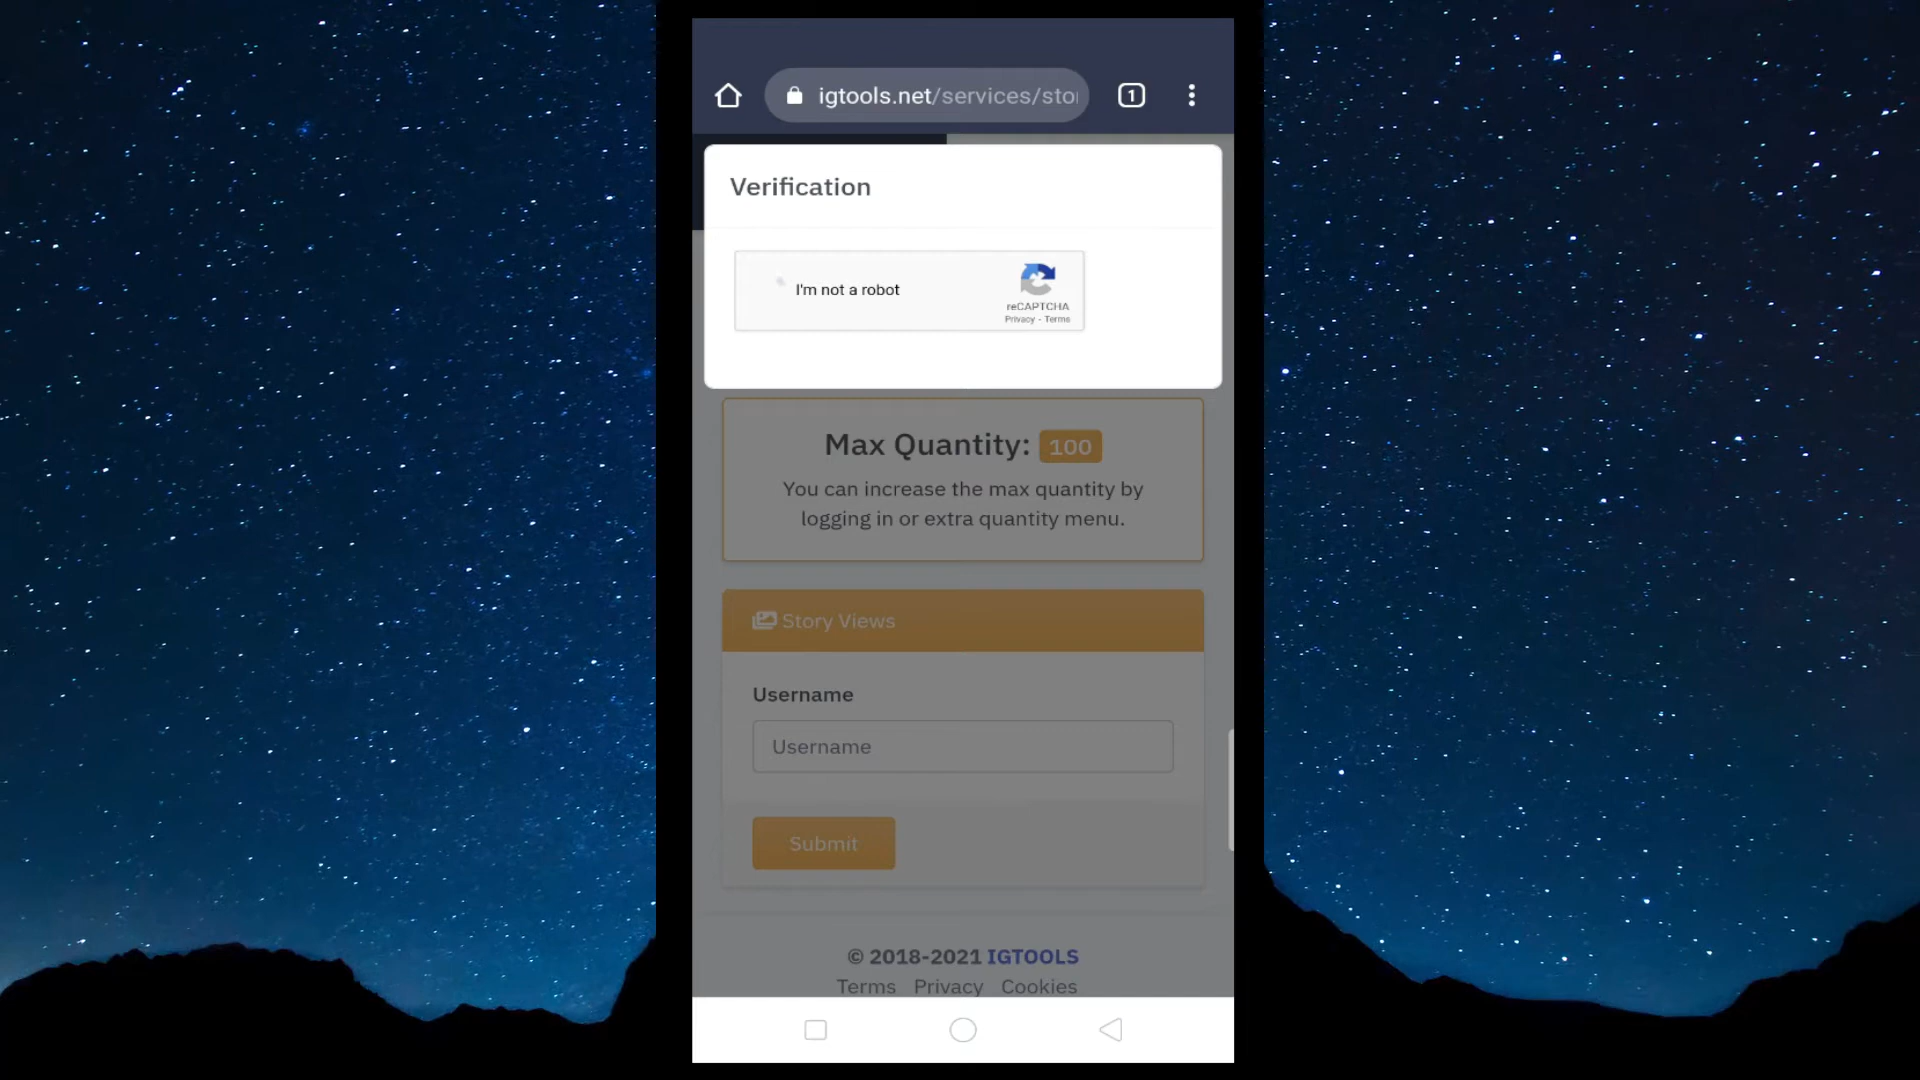 igtools.net/services/sto
1
Verification
I'm not a robot
reCAPTCHA
Privacy - Terms
Max Quantity: 100
You can increase the max quantity by
logging in or extra quantity menu.
Story Views
Username
Username
Submit
© 2018-2021 IGTOOLS
Terms Privacy Cookies